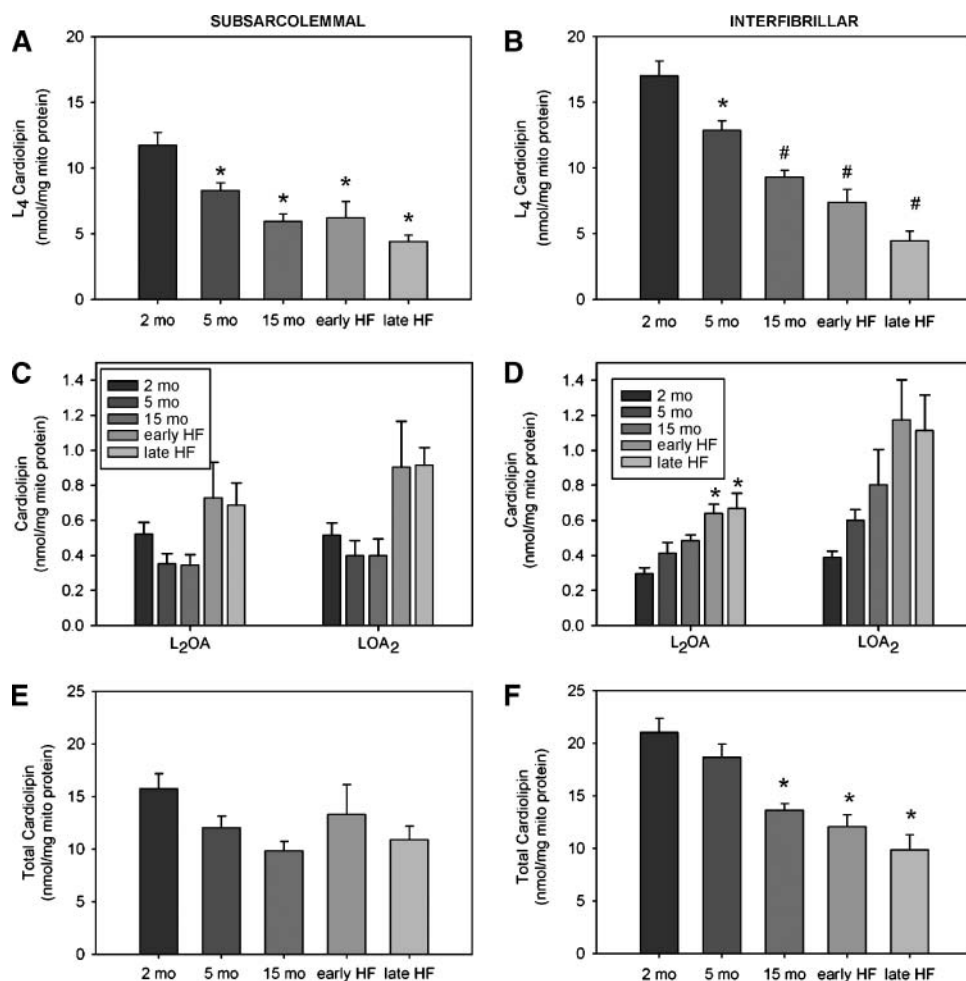 SUBSARCOLEMMAL
A
L4 Cardiolipin
(nmol/mg mito protein)
20
15
10
5
0
*
*
*
*
2 mo
5 mo
15 mo
early HF
late HF
INTERFIBRILLAR
B
L4 Cardiolipin
(nmol/mg mito protein)
20
15
10
5
0
*
#
#
#
2 mo
5 mo
15 mo
early HF
late HF
C
Cardiolipin
(nmol/mg mito protein)
1.4
1.2
1.0
0.8
0.6
0.4
0.2
0.0
2 mo
5 mo
15 mo
early HF
late HF
L2OA
LOA2
D
Cardiolipin
(nmol/mg mito protein)
1.4
1.2
1.0
0.8
0.6
0.4
0.2
0.0
2 mo
5 mo
15 mo
early HF
late HF
*
*
L2OA
LOA2
E
Total Cardiolipin
(nmol/mg mito protein)
25
20
15
10
5
0
2 mo
5 mo
15 mo
early HF
late HF
F
Total Cardiolipin
(nmol/mg mito protein)
25
20
15
10
5
0
*
*
*
2 mo
5 mo
15 mo
early HF
late HF